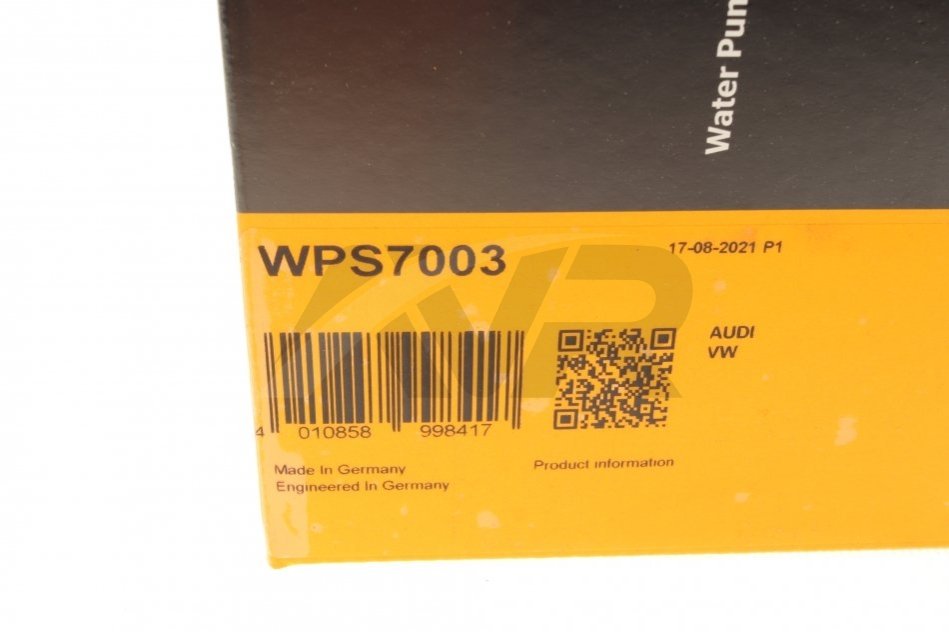 Water Pum
WPS7003
17-08-2021 P1
AUDI
VW
4 010858 998417
Product information
Made In Germany
Engineered In Germany
NR